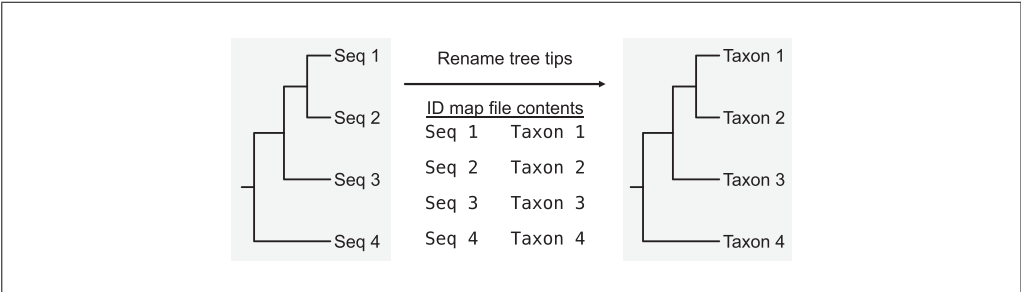 Seq 1
Seq 2
Seq 3
Seq 4
Rename tree tips
ID map file contents
Seq 1 Taxon 1
Seq 2 Taxon 2
Seq 3 Taxon 3
Seq 4 Taxon 4
Taxon 1
Taxon 2
Taxon 3
Taxon 4